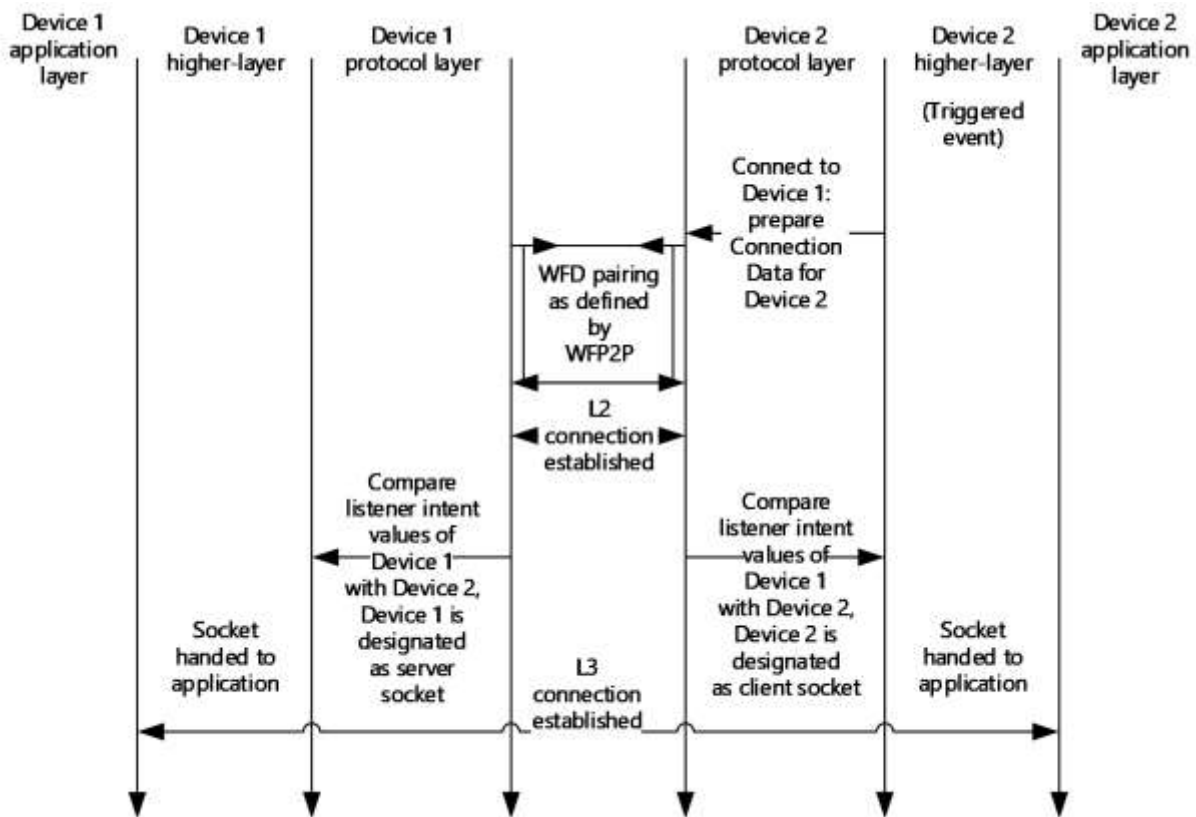 Device 1
application
layer
Device 1
higher-layer
Device 1
protocol layer
Device 2
protocol layer
Device 2
higher-layer
Device 2
application
layer
(Triggered
event)
Connect to
Device 1:
prepare
Connection
Data for
Device 2
WFD pairing
as defined
by
WFP2P
L2
connection
established
Compare
listener intent
values of
Device 1
with Device 2,
Device 1 is
designated
as server
socket
Compare
listener intent
values of
Device 1
with Device 2,
Device 2 is
designated
as client socket
Socket
handed to
application
L3
connection
established
Socket
handed to
application